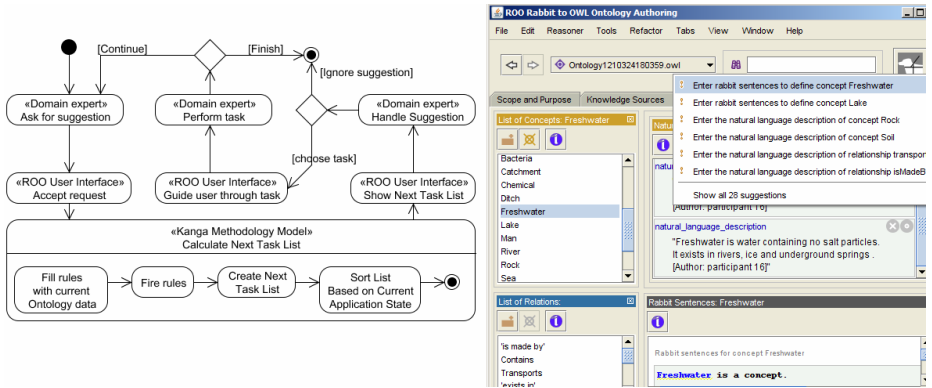 [Continue]
[Finish]
[Ignore suggestion]
«Domain expert»
Ask for suggestion
«Domain expert»
Perform task
«Domain expert»
Handle Suggestion
[choose task]
«ROO User Interface»
Accept request
«ROO User Interface»
Guide user through task
«ROO User Interface»
Show Next Task List
«Kanga Methodology Model»
Calculate Next Task List
Fill rules
with current
Ontology data
Fire rules
Create Next
Task List
Sort List
Based on Current
Application State
ROO Rabbit to OWL Ontology Authoring
File Edit Reasoner Tools Refactor Tabs View Window Help
Ontology1210324180359.owl
Enter rabbit sentences to define concept Freshwater
Enter rabbit sentences to define concept Lake
Enter the natural language description of concept Rock
Enter the natural language description of concept Soil
Enter the natural language description of relationship transpor
Enter the natural language description of relationship isMadeB
Show all 28 suggestions
Scope and Purpose Knowledge Sources
List of Concepts: Freshwater
Bacteria
Catchment
Chemical
Ditch
Freshwater
Lake
Man
River
Rock
Sea
Natu
natu
[Author: participant 16]"
natural_language_description
"Freshwater is water containing no salt particles.
It exists in rivers, ice and underground springs .
[Author: participant 16]"
List of Relations:
'is made by'
Contains
Transports
'exists in'
Rabbit Sentences: Freshwater
Rabbit sentences for concept Freshwater
Freshwater is a concept.